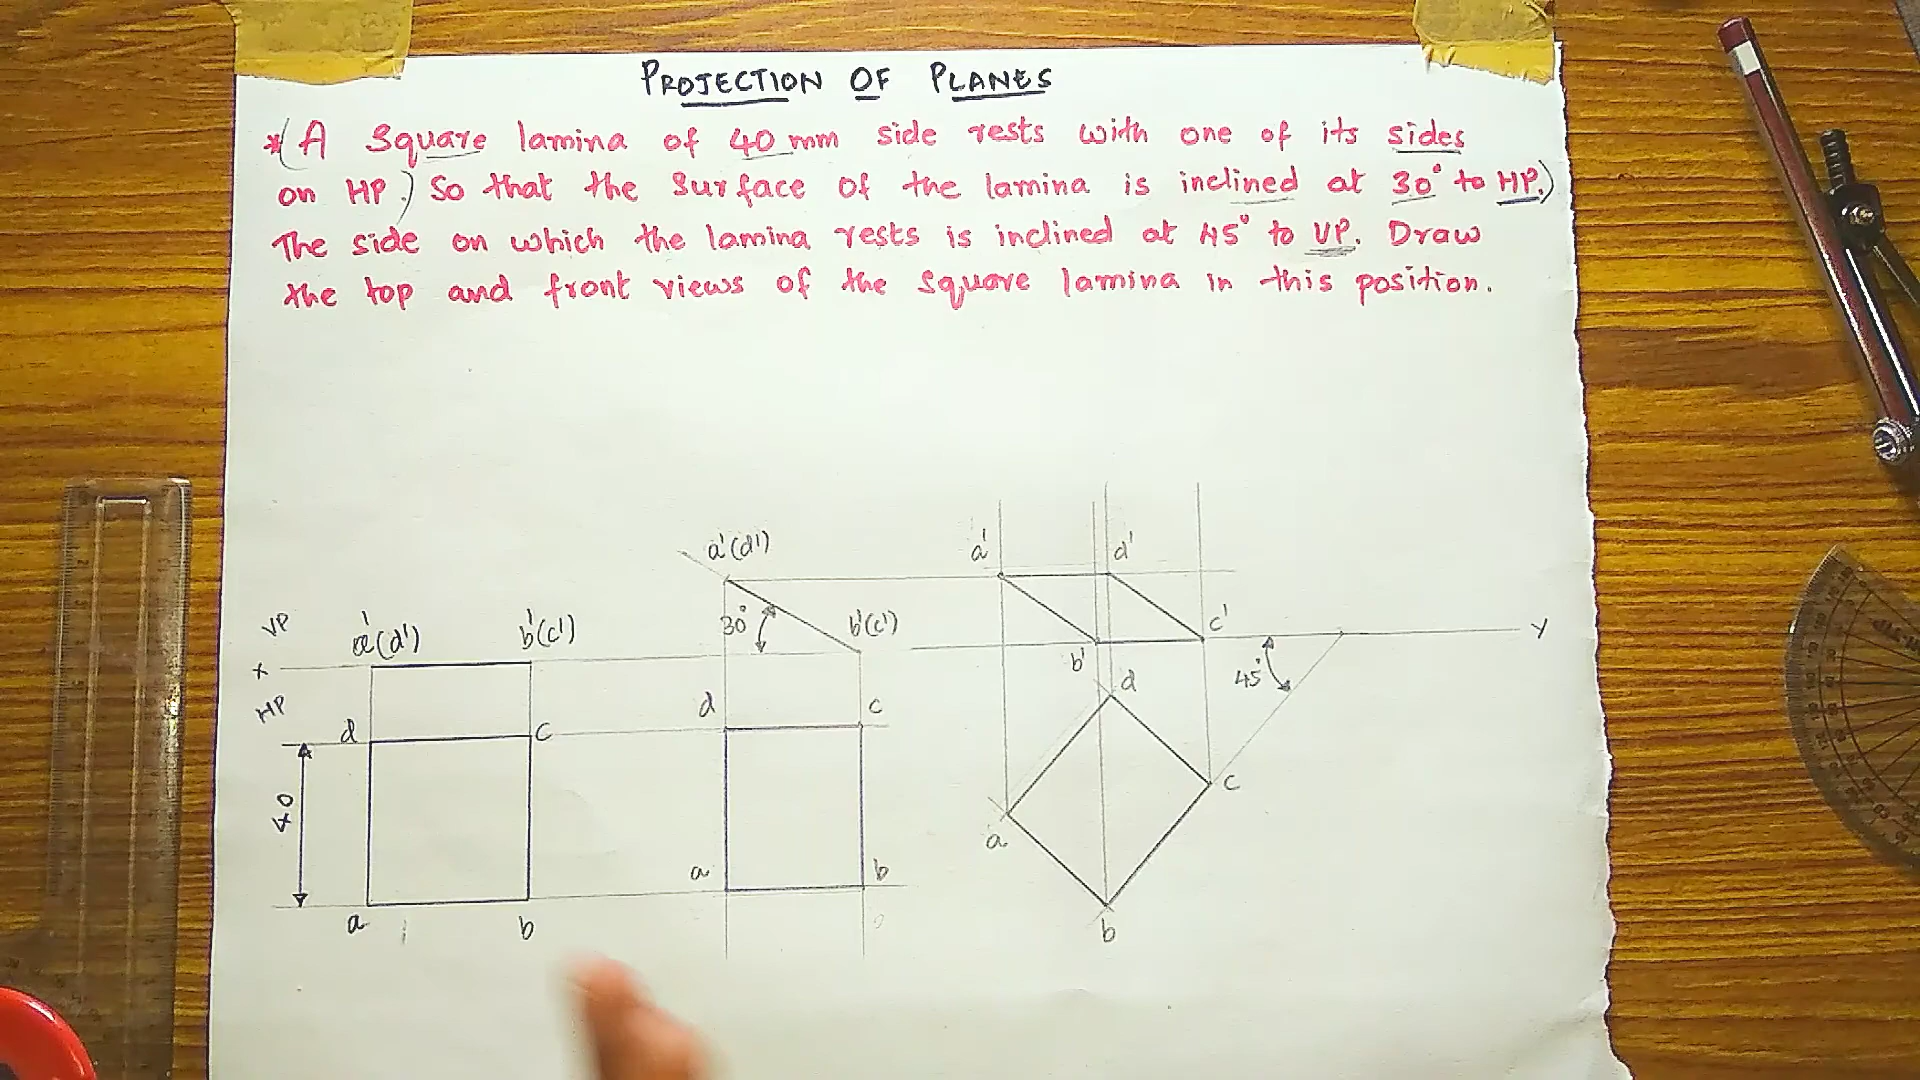 PROJECTION OF PLANES
*(A Square lamina of 40 mm side rests with one of its sides
on HP.) So that the Surface of the lamina is inclined at 30° to HP.)
The side on which the lamina rests is inclined at 45° to VP. Draw
the top and front views of the square lamina in this position.
a'(d')
a'
d'
VP
a'(d')
b'(c')
30°
b'(c')
c'
Y
X
b'
45°
HP
d
c
d
c
d
c
40
a
b
a
b
a
b